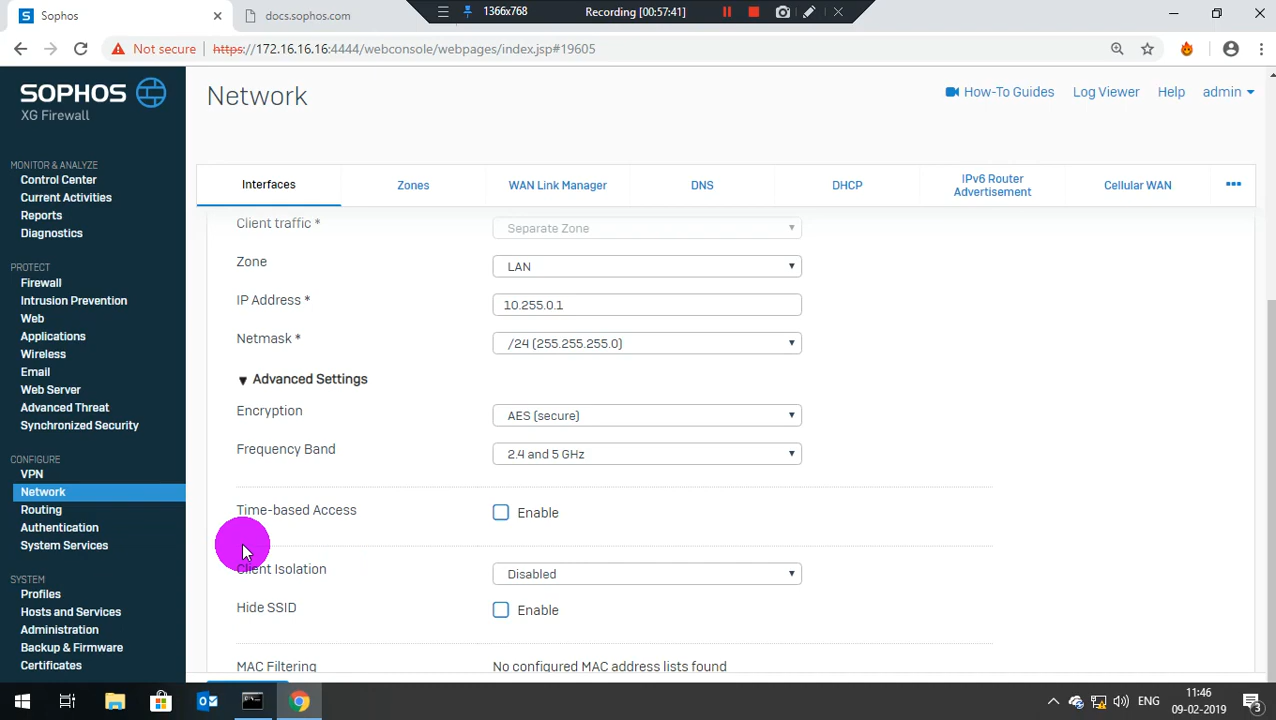 Sophos
docs.sophos.com
1366x768
Recording [00:57:41]
Not secure
https://172.16.16.16:4444/webconsole/webpages/index.jsp#19605
SOPHOS
XG Firewall
Network
How-To Guides
Log Viewer
Help
admin
MONITOR & ANALYZE
Control Center
Current Activities
Reports
Diagnostics
PROTECT
Firewall
Intrusion Prevention
Web
Applications
Wireless
Email
Web Server
Advanced Threat
Synchronized Security
CONFIGURE
VPN
Network
Routing
Authentication
System Services
SYSTEM
Profiles
Hosts and Services
Administration
Backup & Firmware
Certificates
Interfaces
Zones
WAN Link Manager
DNS
DHCP
IPv6 Router
Advertisement
Cellular WAN
Client traffic *
Separate Zone
Zone
LAN
IP Address *
10.255.0.1
Netmask *
/24 (255.255.255.0)
Advanced Settings
Encryption
AES (secure)
Frequency Band
2.4 and 5 GHz
Time-based Access
Enable
Client Isolation
Disabled
Hide SSID
Enable
MAC Filtering
No configured MAC address lists found
ENG
11:46
09-02-2019
3